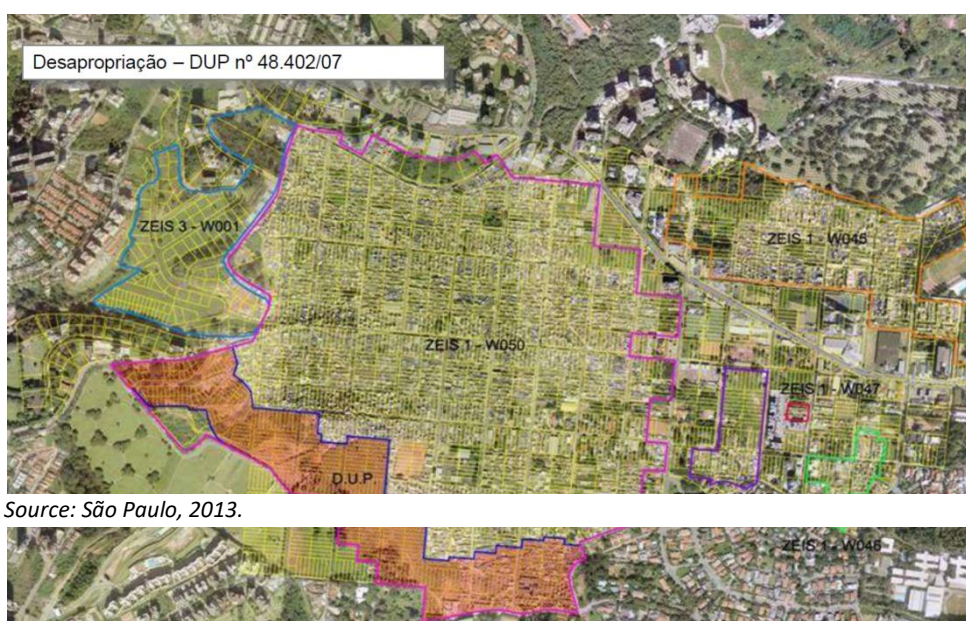 Desapropriação – DUP nº 48.402/07
ZEIS 3 - W001
ZEIS 1 - W045
ZEIS 1 - W050
ZEIS 1 - W047
D.U.P.
Source: São Paulo, 2013.
ZEIS 1 - W046